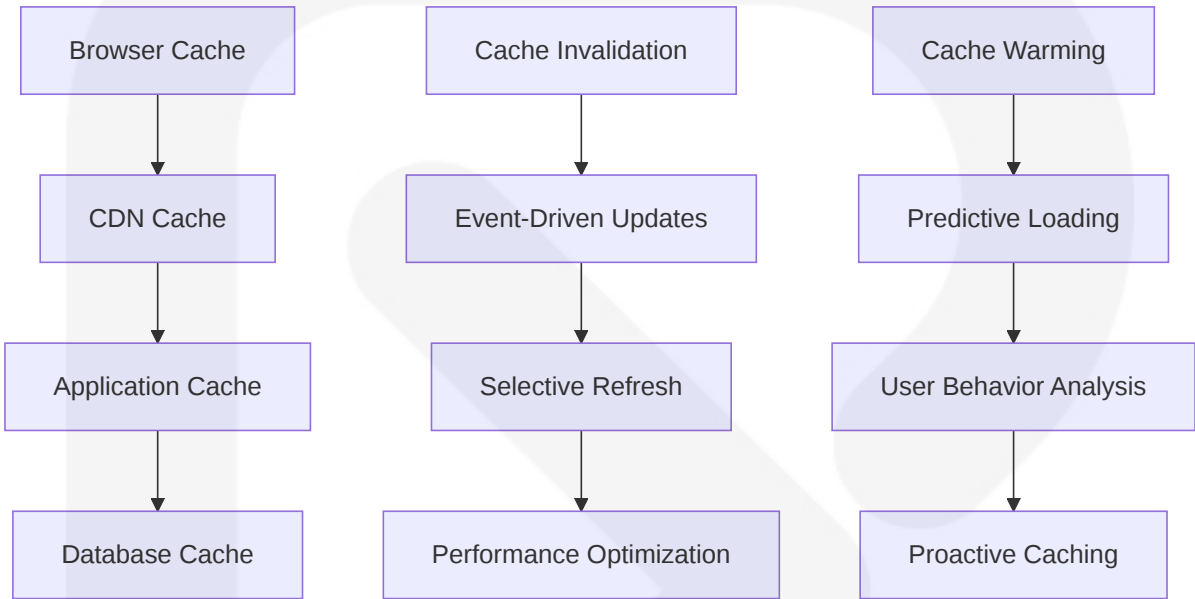 Browser Cache
CDN Cache
Application Cache
Database Cache
Cache Invalidation
Event-Driven Updates
Selective Refresh
Performance Optimization
Cache Warming
Predictive Loading
User Behavior Analysis
Proactive Caching